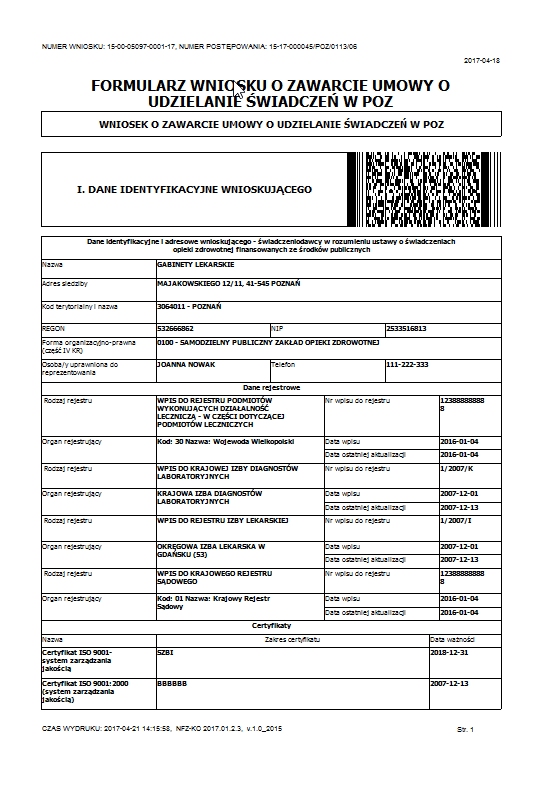 NUMER WNIOSKU: 15-00-05097-0001-17, NUMER POSTĘPOWANIA: 15-17-000045/POZ/0113/06
2017-04-18
FORMULARZ WNIOSKU O ZAWARCIE UMOWY O
UDZIELANIE ŚWIADCZEŃ W POZ
WNIOSEK O ZAWARCIE UMOWY O UDZIELANIE ŚWIADCZEŃ W POZ
I. DANE IDENTYFIKACYJNE WNIOSKUJĄCEGO
Dane identyfikacyjne i adresowe wnioskującego - świadczeniodawcy w rozumieniu ustawy o świadczeniach
opieki zdrowotnej finansowanych ze środków publicznych
Nazwa GABINETY LEKARSKIE
Adres siedziby MAJAKOWSKIEGO 12/11, 41-545 POZNAŃ
Kod terytorialny i nazwa 3064011 - POZNAŃ
REGON 532666862 NIP 2533516813
Forma organizacyjno-prawna 0100 - SAMODZIELNY PUBLICZNY ZAKŁAD OPIEKI ZDROWOTNEJ
(część IV KR)
Osoba/y uprawniona do JOANNA NOWAK Telefon 111-222-333
reprezentowania
Dane rejestrowe
Rodzaj rejestru WPIS DO REJESTRU PODMIOTÓW Nr wpisu do rejestru 12388888888
WYKONUJĄCYCH DZIAŁALNOŚĆ 8
LECZNICZĄ - W CZĘŚCI DOTYCZĄCEJ
PODMIOTÓW LECZNICZYCH
Organ rejestrujący Kod: 30 Nazwa: Wojewoda Wielkopolski Data wpisu 2016-01-04
Data ostatniej aktualizacji 2016-01-04
Rodzaj rejestru WPIS DO KRAJOWEJ IZBY DIAGNOSTÓW Nr wpisu do rejestru 1/2007/K
LABORATORYJNYCH
Organ rejestrujący KRAJOWA IZBA DIAGNOSTÓW Data wpisu 2007-12-01
LABORATORYJNYCH
Data ostatniej aktualizacji 2007-12-13
Rodzaj rejestru WPIS DO REJESTRU IZBY LEKARSKIEJ Nr wpisu do rejestru 1/2007/I
Organ rejestrujący OKRĘGOWA IZBA LEKARSKA W Data wpisu 2007-12-01
GDAŃSKU (53)
Data ostatniej aktualizacji 2007-12-13
Rodzaj rejestru WPIS DO KRAJOWEGO REJESTRU Nr wpisu do rejestru 12388888888
SĄDOWEGO 8
Organ rejestrujący Kod: 01 Nazwa: Krajowy Rejestr Data wpisu 2016-01-04
Sądowy
Data ostatniej aktualizacji 2016-01-04
Certyfikaty
Nazwa Zakres certyfikatu Data ważności
Certyfikat ISO 9001- SZBI 2018-12-31
system zarządzania
jakością
Certyfikat ISO 9001:2000 BBBBBB 2007-12-13
(system zarządzania
jakością)
CZAS WYDRUKU: 2017-04-21 14:15:58, NFZ-KO 2017.01.2.3, v.1.0_2015
Str. 1